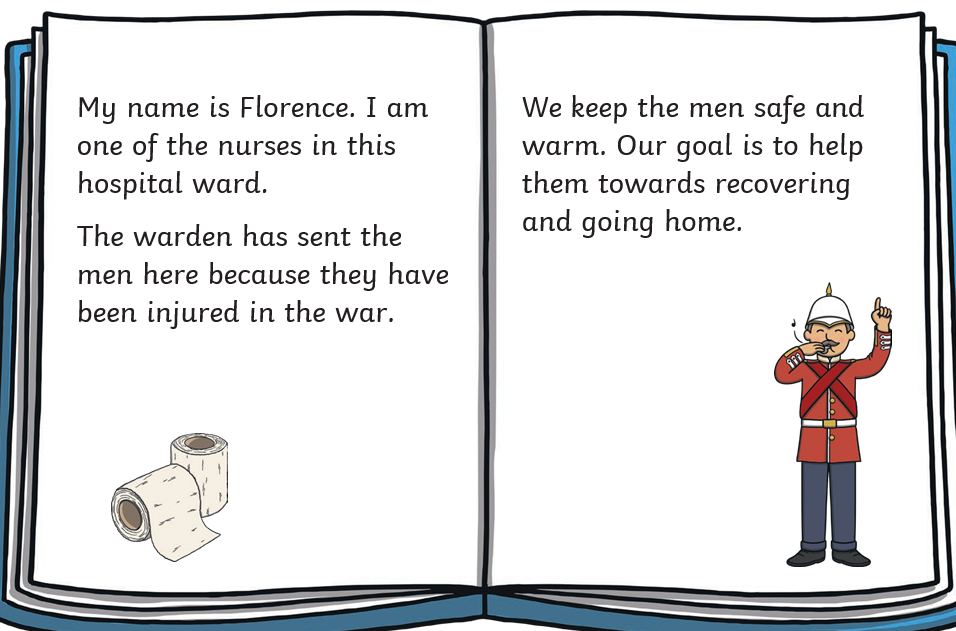 My name is Florence. I am
one of the nurses in this
hospital ward.
The warden has sent the
men here because they have
been injured in the war.
We keep the men safe and
warm. Our goal is to help
them towards recovering
and going home.